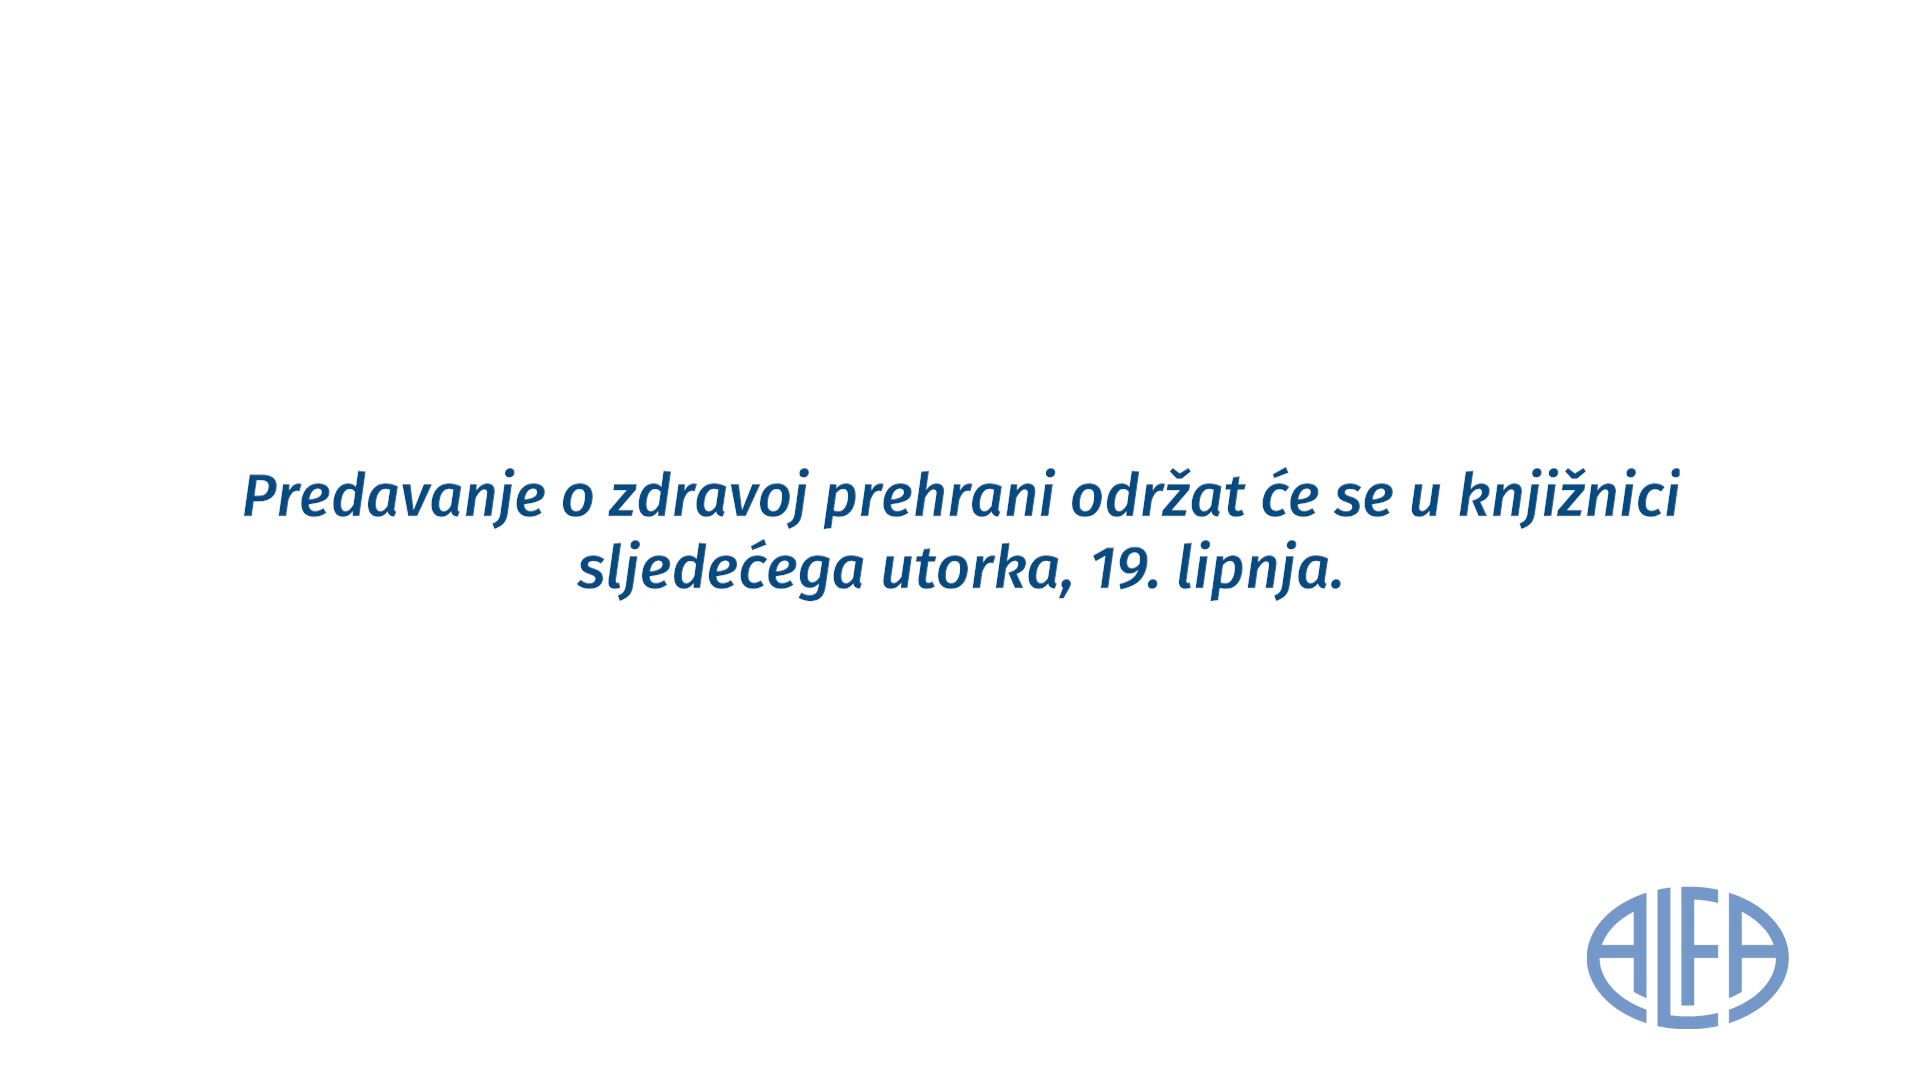 Predavanje o zdravoj prehrani održat će se u knjižnici
sljedećega utorka, 19. lipnja.
ALFA